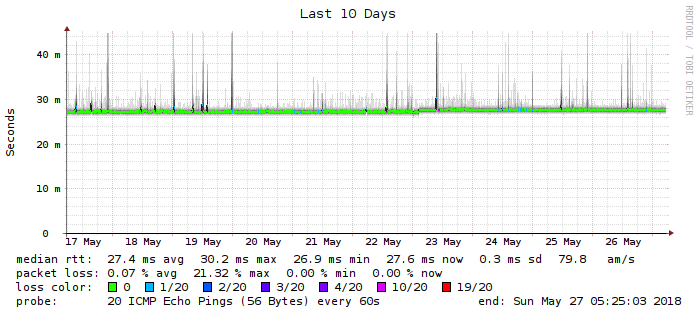 Last 10 Days
RRDTOOL / TOBI OETIKER
Seconds
40 m
30 m
20 m
10 m
0
17 May 18 May 19 May 20 May 21 May 22 May 23 May 24 May 25 May 26 May
median rtt: 27.4 ms avg 30.2 ms max 26.9 ms min 27.6 ms now 0.3 ms sd 79.8 am/s
packet loss: 0.07 % avg 21.32 % max 0.00 % min 0.00 % now
loss color: 0 1/20 2/20 3/20 4/20 10/20 19/20
probe: 20 ICMP Echo Pings (56 Bytes) every 60s end: Sun May 27 05:25:03 2018